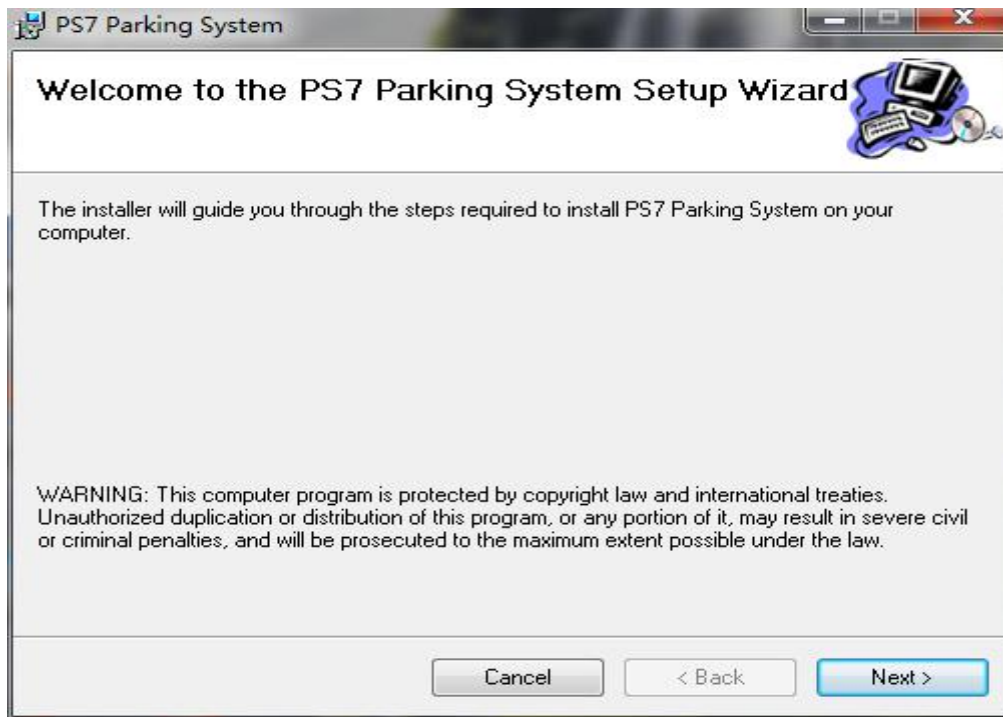 PS7 Parking System
Welcome to the PS7 Parking System Setup Wizard
The installer will guide you through the steps required to install PS7 Parking System on your
computer.
WARNING: This computer program is protected by copyright law and international treaties.
Unauthorized duplication or distribution of this program, or any portion of it, may result in severe civil
or criminal penalties, and will be prosecuted to the maximum extent possible under the law.
Cancel < Back Next >